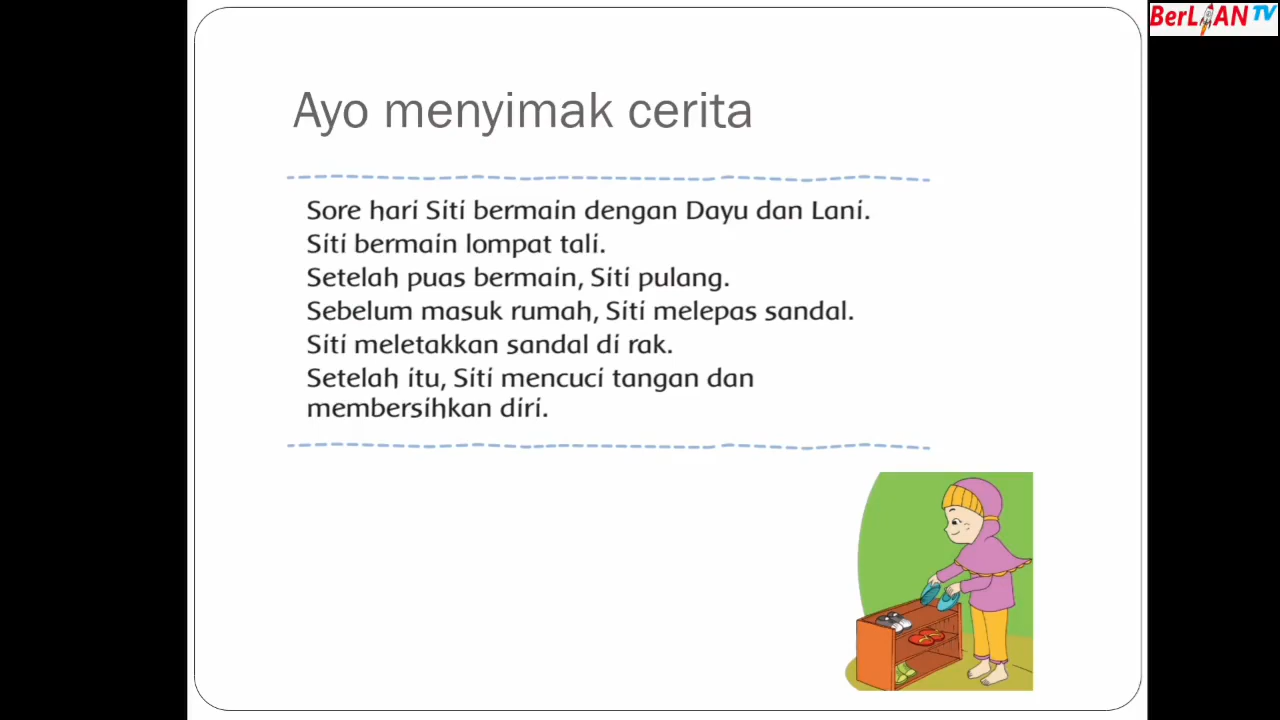 BerLiAN TV
Ayo menyimak cerita
Sore hari Siti bermain dengan Dayu dan Lani.
Siti bermain lompat tali.
Setelah puas bermain, Siti pulang.
Sebelum masuk rumah, Siti melepas sandal.
Siti meletakkan sandal di rak.
Setelah itu, Siti mencuci tangan dan
membersihkan diri.